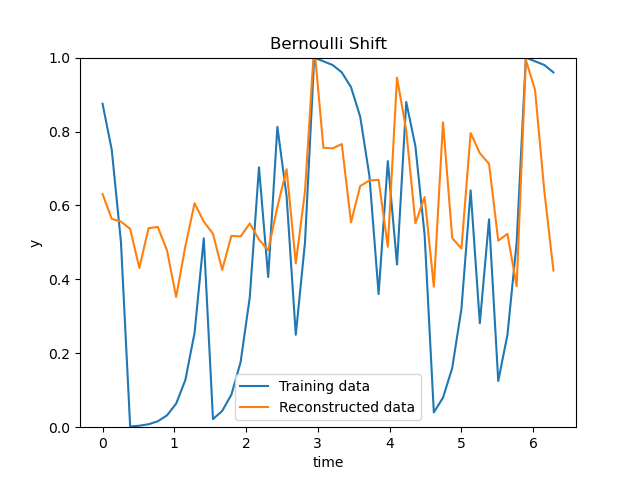 Bernoulli Shift
1.0
0.8
0.6
0.4
0.2
0.0
y
Training data
Reconstructed data
0 1 2 3 4 5 6
time